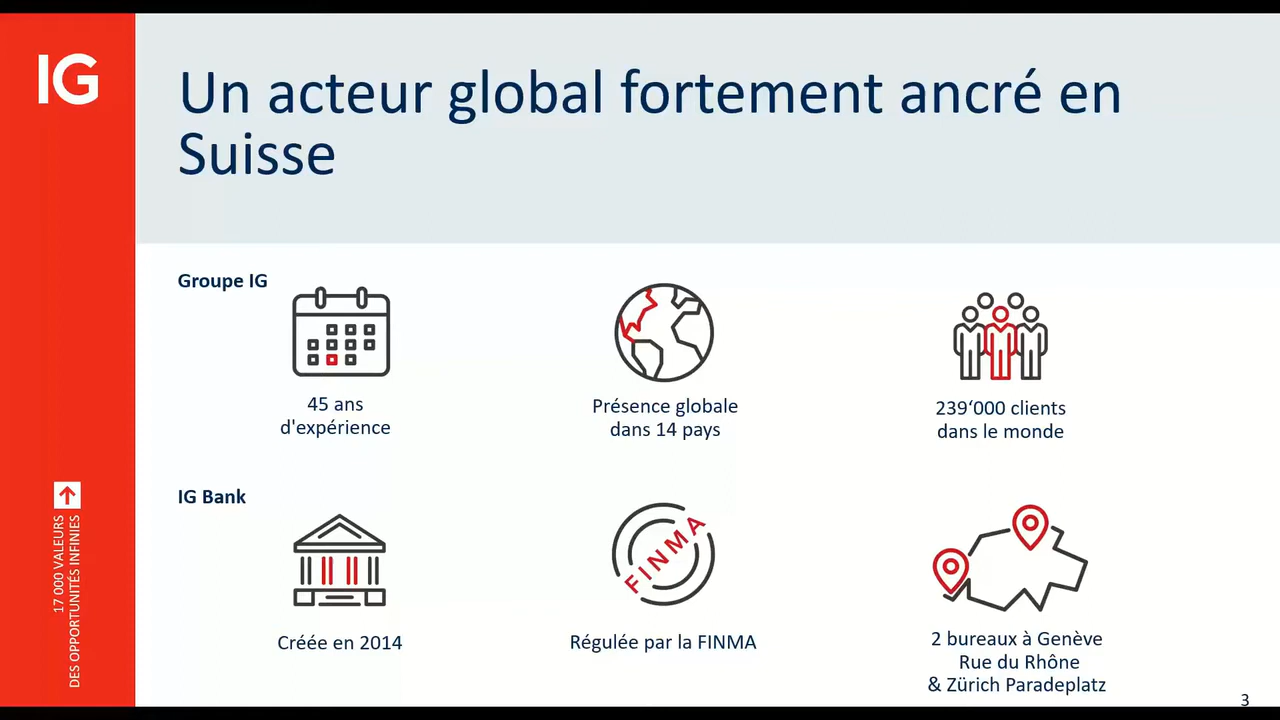 IG
Un acteur global fortement ancré en
Suisse
Groupe IG
45 ans
d'expérience
Présence globale
dans 14 pays
239‘000 clients
dans le monde
IG Bank
Créée en 2014
FINMA
Régulée par la FINMA
2 bureaux à Genève
Rue du Rhône
& Zürich Paradeplatz
17 000 VALEURS
DES OPPORTUNITÉS INFINIES
3